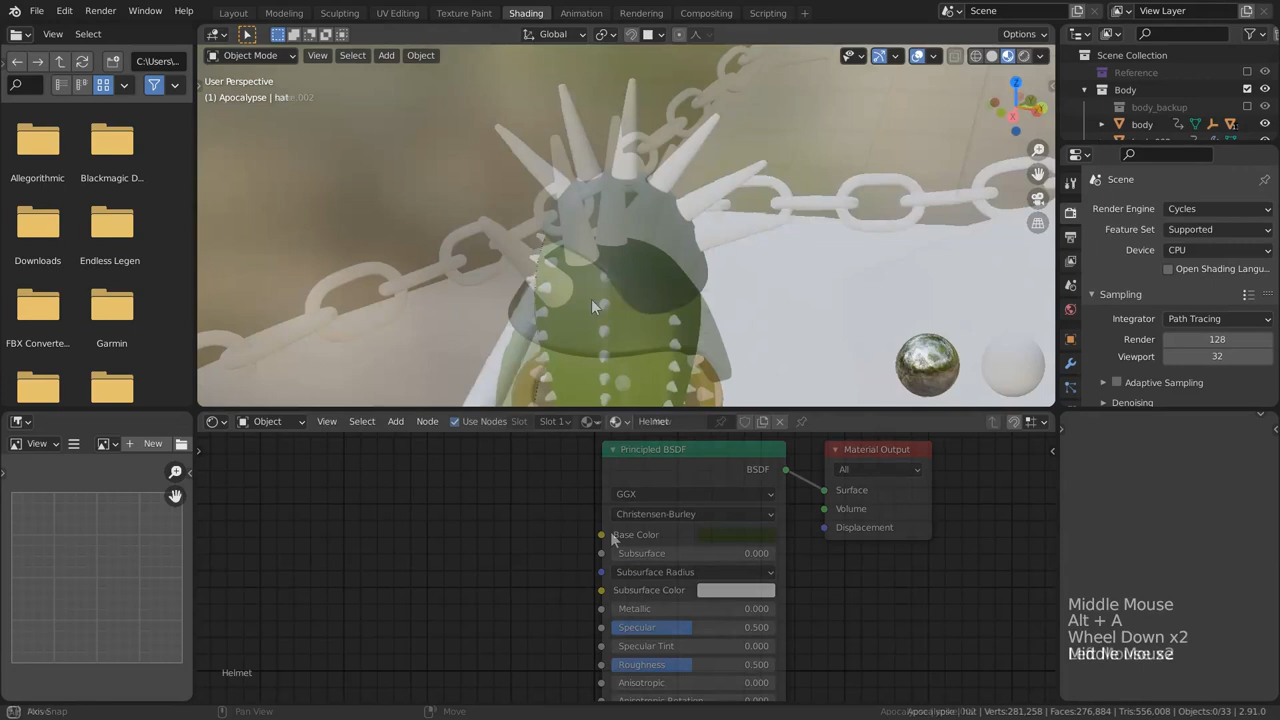 File Edit Render Window Help Layout Modeling Sculpting UV Editing Texture Paint Shading Animation Rendering Compositing Scripting + Scene View Layer
View Select Global Options
C:\Users\... Object Mode View Select Add Object
User Perspective
(1) Apocalypse |
Allegorithmic Blackmagic D...
Downloads Endless Legen
FBX Converte... Garmin
View New
Object View Select Add Node Use Nodes Slot Slot 1 Helmet
Principled BSDF
BSDF
GGX
Christensen-Burley
Base Color
Subsurface 0.000
Subsurface Radius
Subsurface Color
Metallic 0.000
Specular 0.500
Specular Tint 0.000
Roughness 0.500
Anisotropic 0.000
Anisotropic Rotation 0.000
Material Output
All
Surface
Volume
Displacement
Helmet
Scene Collection
Reference
Body
body_backup
body
Scene
Render Engine Cycles
Feature Set Supported
Device CPU
Open Shading Langu...
Sampling
Integrator Path Tracing
Render 128
Viewport 32
Adaptive Sampling
Denoising
Middle Mouse
Alt + A
Wheel Down x2
Axis Snap Pan View Move Verts:281,258 | Faces:276,884 | Tris:556,008 | Objects:0/33 | 2.91.0